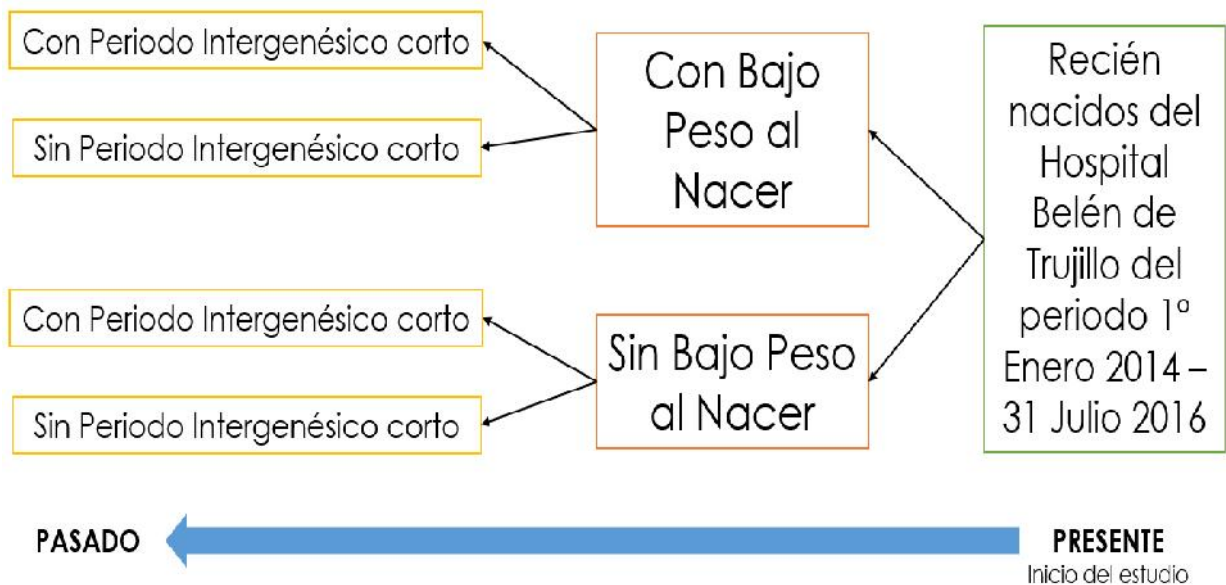 Con Periodo Intergenésico corto
Sin Periodo Intergenésico corto
Con Periodo Intergenésico corto
Sin Periodo Intergenésico corto
Con Bajo
Peso al
Nacer
Sin Bajo Peso
al Nacer
Recién
nacidos del
Hospital
Belén de
Trujillo del
periodo 1º
Enero 2014 –
31 Julio 2016
PASADO
PRESENTE
Inicio del estudio